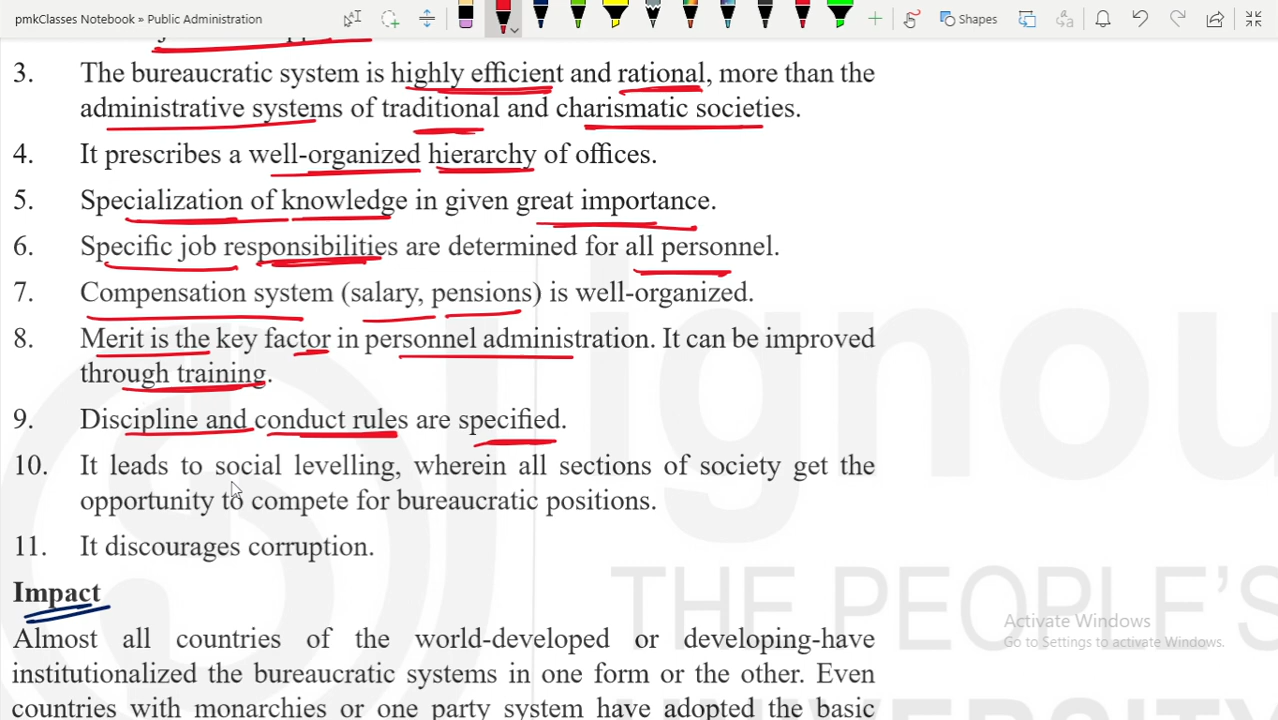 pmkClasses Notebook » Public Administration
Shapes
3. The bureaucratic system is highly efficient and rational, more than the
administrative systems of traditional and charismatic societies.
4. It prescribes a well-organized hierarchy of offices.
5. Specialization of knowledge in given great importance.
6. Specific job responsibilities are determined for all personnel.
7. Compensation system (salary, pensions) is well-organized.
8. Merit is the key factor in personnel administration. It can be improved
through training.
9. Discipline and conduct rules are specified.
10. It leads to social levelling, wherein all sections of society get the
opportunity to compete for bureaucratic positions.
11. It discourages corruption.
Impact
Almost all countries of the world-developed or developing-have
institutionalized the bureaucratic systems in one form or the other. Even
countries with monarchies or one party system have adopted the basic
ignou
THE PEOPLE'S
Activate Windows
Go to Settings to activate Windows.